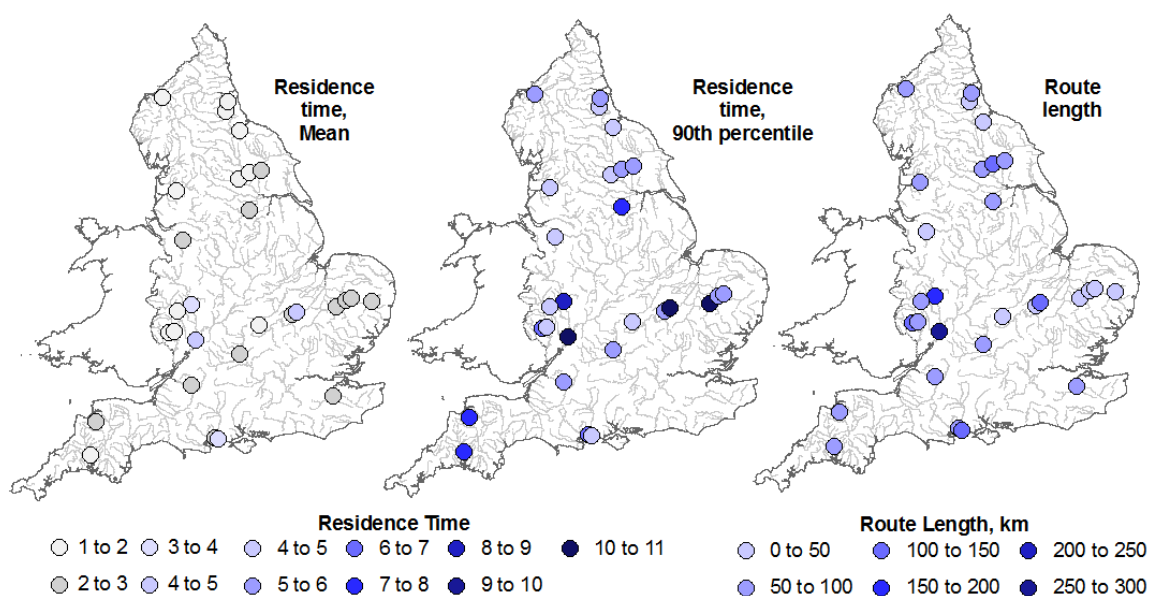 Residence
time,
Mean
Residence
time,
90th percentile
Route
length
Residence Time
1 to 2 3 to 4 4 to 5 6 to 7 8 to 9 10 to 11
2 to 3 4 to 5 5 to 6 7 to 8 9 to 10
Route Length, km
0 to 50 100 to 150 200 to 250
50 to 100 150 to 200 250 to 300